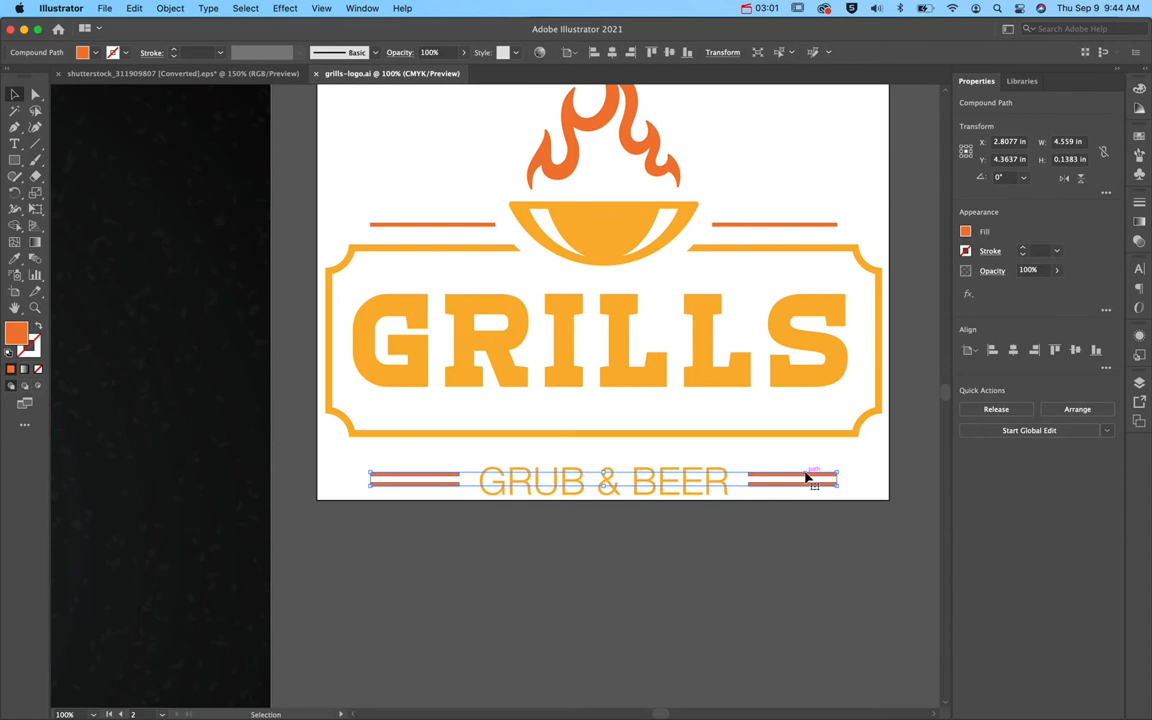 Illustrator File Edit Object Type Select Effect View Window Help 03:01 5 Thu Sep 9 9:44 AM
Adobe Illustrator 2021
Search Adobe Help
Compound Path Stroke: Basic Opacity: 100% Style: Transform
shutterstock_311909807 [Converted].eps* @ 150% (RGB/Preview)
grills-logo.ai @ 100% (CMYK/Preview)
Properties Libraries
Compound Path
Transform
X: 2.8077 in W: 4.559 in
Y: 4.3637 in H: 0.1383 in
0°
Appearance
Fill
Stroke
Opacity 100%
fx.
Align
Quick Actions
Release Arrange
Start Global Edit
GRILLS
GRUB & BEER
path
100% 2 Selection